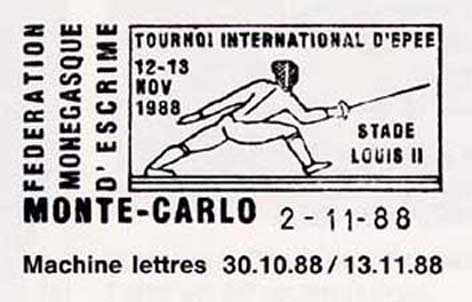 FEDERATION
MONEGASQUE
D'ESCRIME
TOURNOI INTERNATIONAL D'EPEE
12-13
NOV
1988
STADE
LOUIS II
MONTE-CARLO 2-11-88
Machine lettres 30.10.88/13.11.88